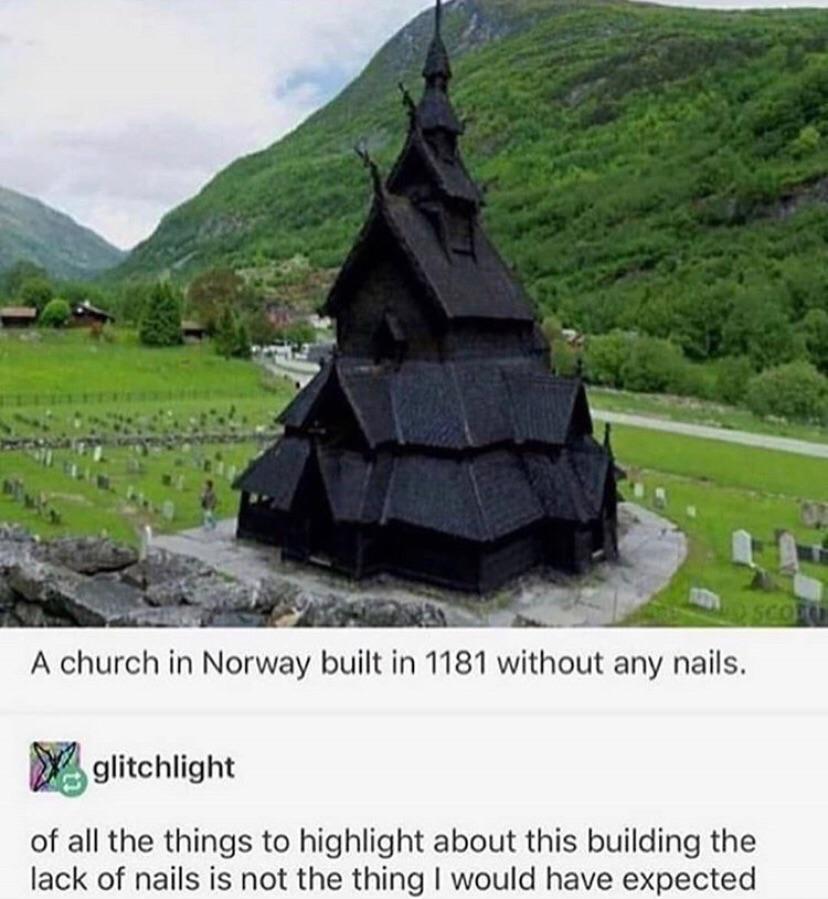 A church in Norway built in 1181 without any nails.
glitchlight
of all the things to highlight about this building the
lack of nails is not the thing I would have expected